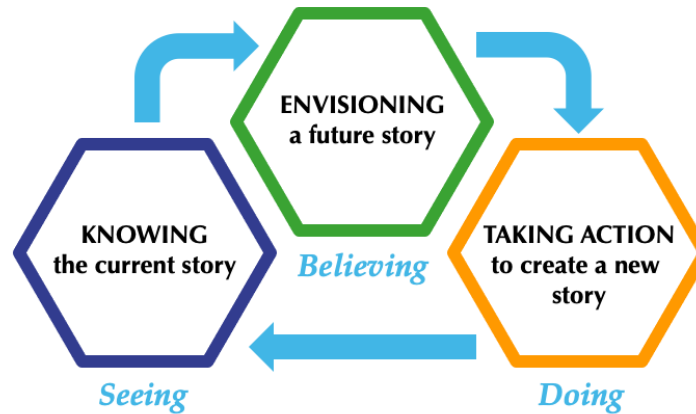 ENVISIONING
a future story
KNOWING
the current story
Believing
TAKING ACTION
to create a new
story
Seeing
Doing